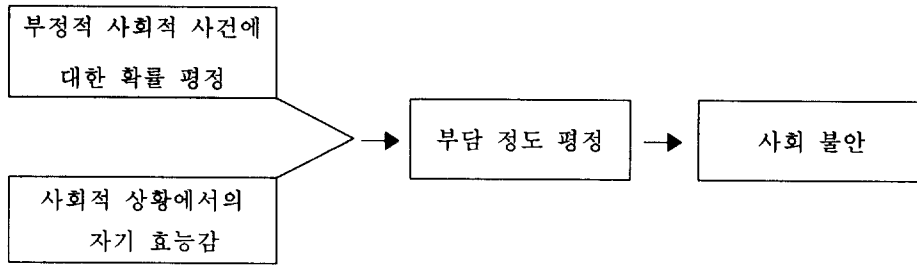 부정적 사회적 사건에
대한 확률 평정
사회적 상황에서의
자기 효능감
부담 정도 평정
사회 불안